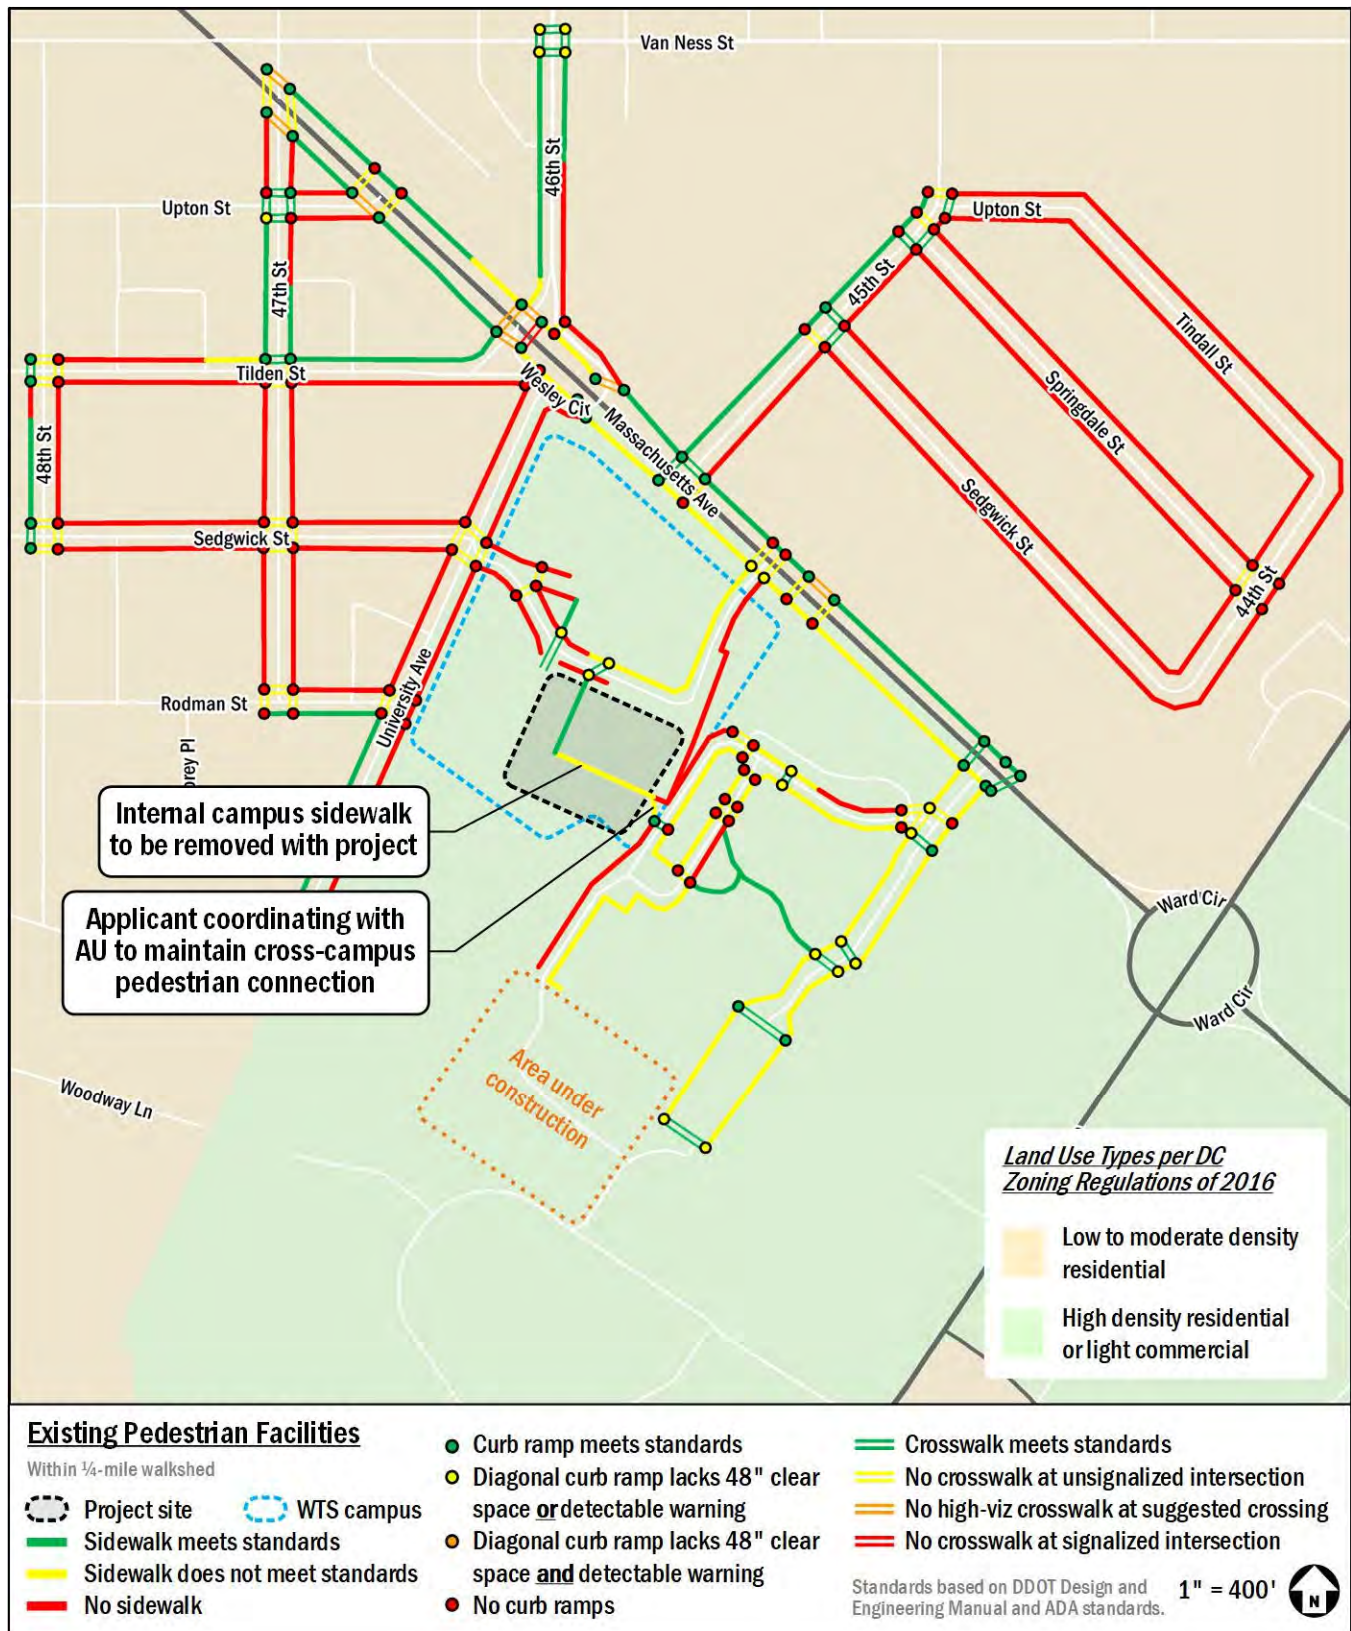 Van Ness St
46th St
Upton St
Upton St
47th St
45th St
Tindall St
Tilden St
Wesley Cir
Springdale St
Massachusetts Ave
48th St
Sedgwick St
Sedgwick St
44th St
University Ave
Rodman St
orey Pl
Internal campus sidewalk
to be removed with project
Applicant coordinating with
AU to maintain cross-campus
pedestrian connection
Ward Cir
Ward Cir
Area under
construction
Woodway Ln
Land Use Types per DC
Zoning Regulations of 2016
Low to moderate density
residential
High density residential
or light commercial
Existing Pedestrian Facilities
Within ¼-mile walkshed
Project site
WTS campus
Sidewalk meets standards
Sidewalk does not meet standards
No sidewalk
Curb ramp meets standards
Diagonal curb ramp lacks 48" clear
space or detectable warning
Diagonal curb ramp lacks 48" clear
space and detectable warning
No curb ramps
Crosswalk meets standards
No crosswalk at unsignalized intersection
No high-viz crosswalk at suggested crossing
No crosswalk at signalized intersection
Standards based on DDOT Design and
Engineering Manual and ADA standards.
1" = 400'
N